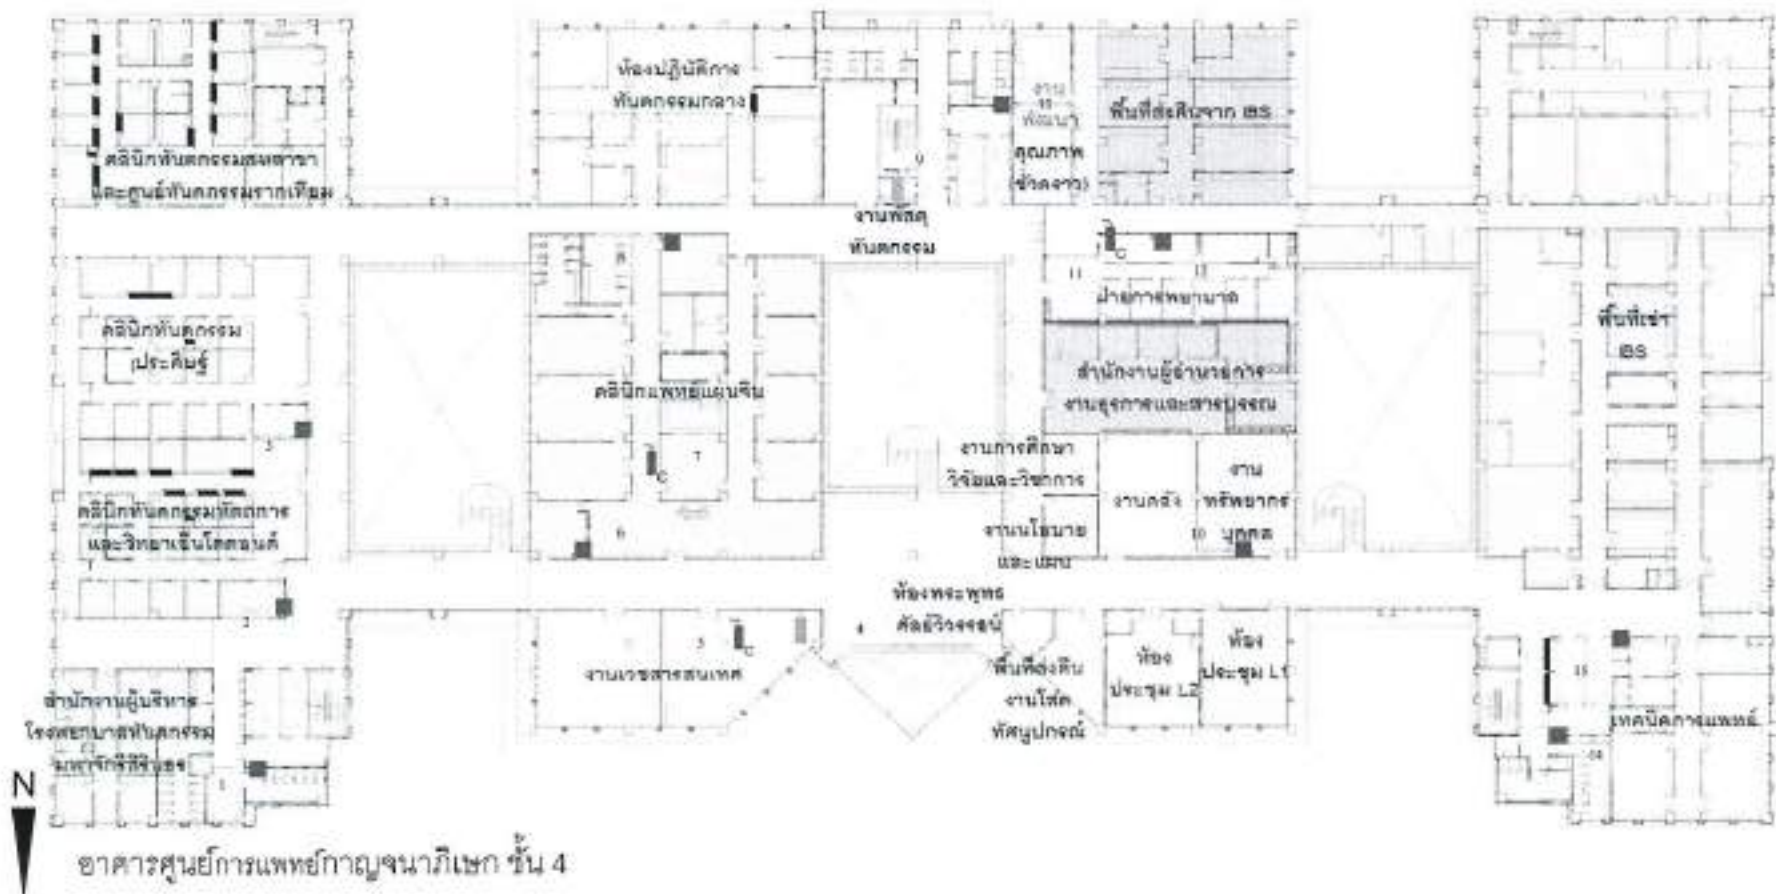 ห้องปฏิบัติการ
ทันตกรรมกลาง
งาน
พัฒนา
คุณภาพ
(ชั่วคราว)
พื้นที่ส่งคืนจาก IBS
คลินิกทันตกรรมสหสาขา
และศูนย์ทันตกรรมรากเทียม
9
งานพัสดุ
ทันตกรรม
C
11
12
ฝ่ายการพยาบาล
คลินิกทันตกรรม
ประดิษฐ์
พื้นที่เช่า
IBS
8
คลินิกแพทย์แผนจีน
สำนักงานผู้อำนวยการ
งานธุรการและสารบรรณ
3
7
C
งานการศึกษา
วิจัยและวิชาการ
งานคลัง
งาน
ทรัพยากร
บุคคล
10
คลินิกทันตกรรมหัตถการ
และวิทยาเอ็นโดดอนต์
6
งานนโยบาย
และแผน
2
ห้องพระพุทธ
4
5
C
งานเวชสารสนเทศ
พื้นที่ส่งคืน
งานโสต
ทัศนูปกรณ์
ห้อง
ประชุม L2
ห้อง
ประชุม L1
เทคนิคการแพทย์
สำนักงานผู้บริหาร
โรงพยาบาลทันตกรรม
มหาจักรีสิรินธร
1
N
อาคารศูนย์การแพทย์กาญจนาภิเษก ชั้น 4